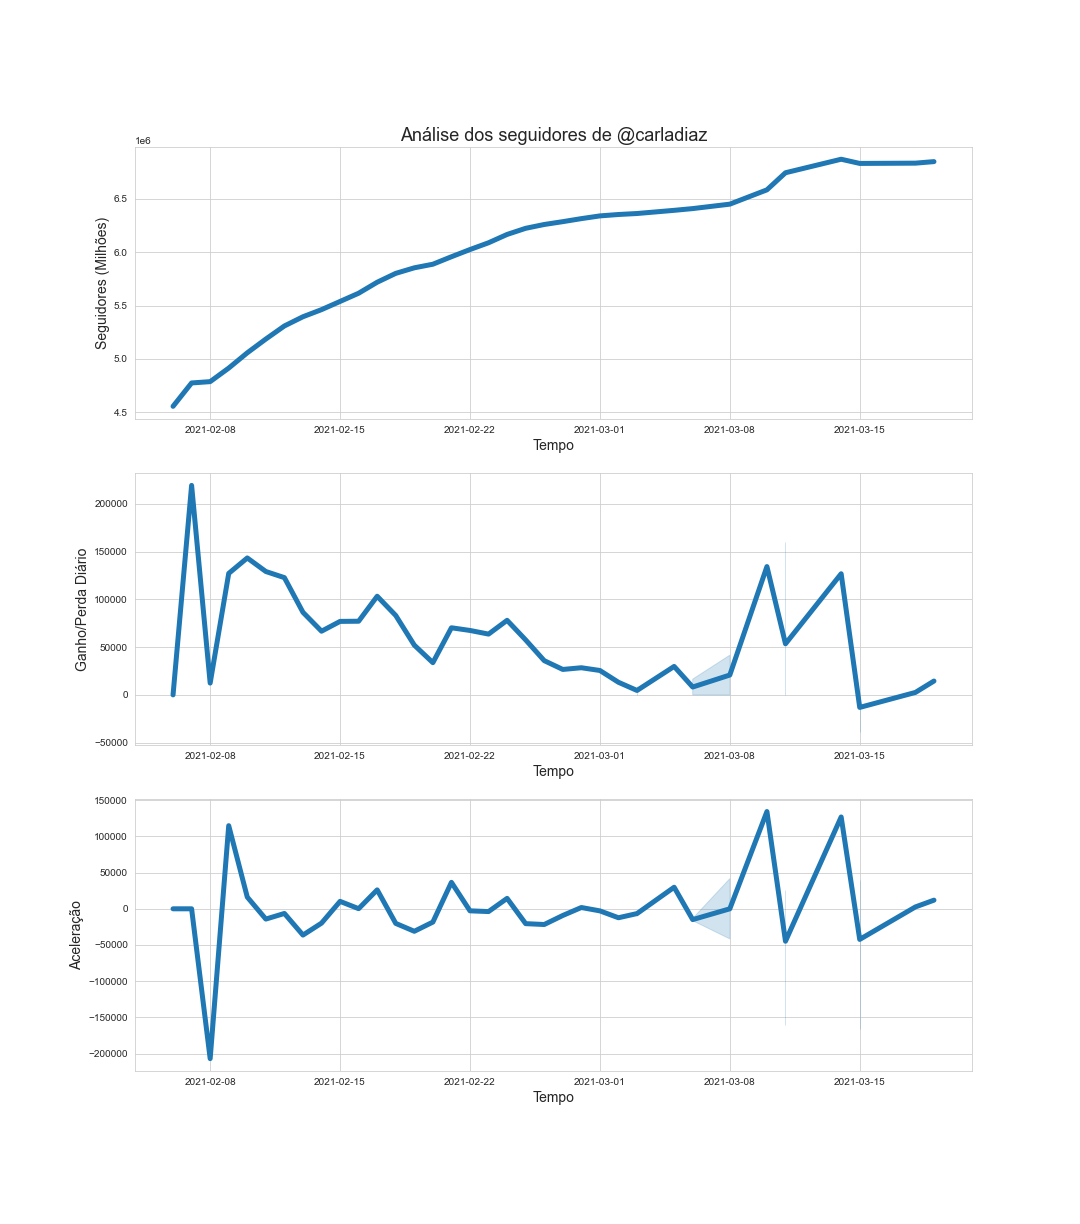 Análise dos seguidores de @carladiaz
1e6
6.5
6.0
5.5
5.0
4.5
Seguidores (Milhões)
2021-02-08 2021-02-15 2021-02-22 2021-03-01 2021-03-08 2021-03-15
Tempo
200000
150000
100000
50000
0
−50000
Ganho/Perda Diário
2021-02-08 2021-02-15 2021-02-22 2021-03-01 2021-03-08 2021-03-15
Tempo
150000
100000
50000
0
−50000
−100000
−150000
−200000
Aceleração
2021-02-08 2021-02-15 2021-02-22 2021-03-01 2021-03-08 2021-03-15
Tempo